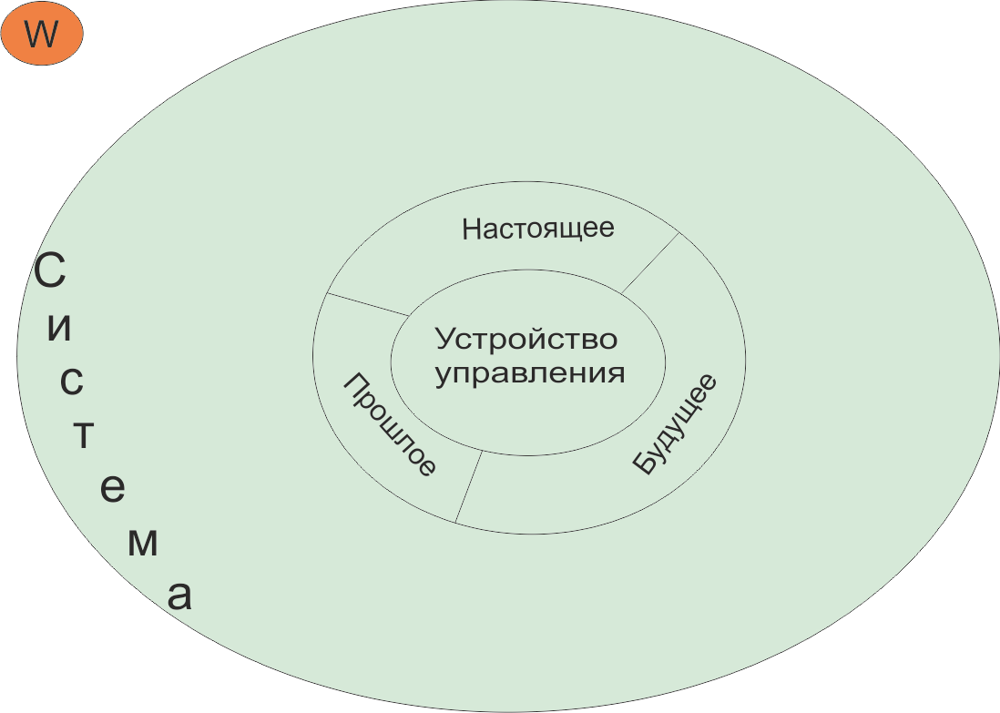 W
Система
Настоящее
Устройство
управления
Прошлое
Будущее